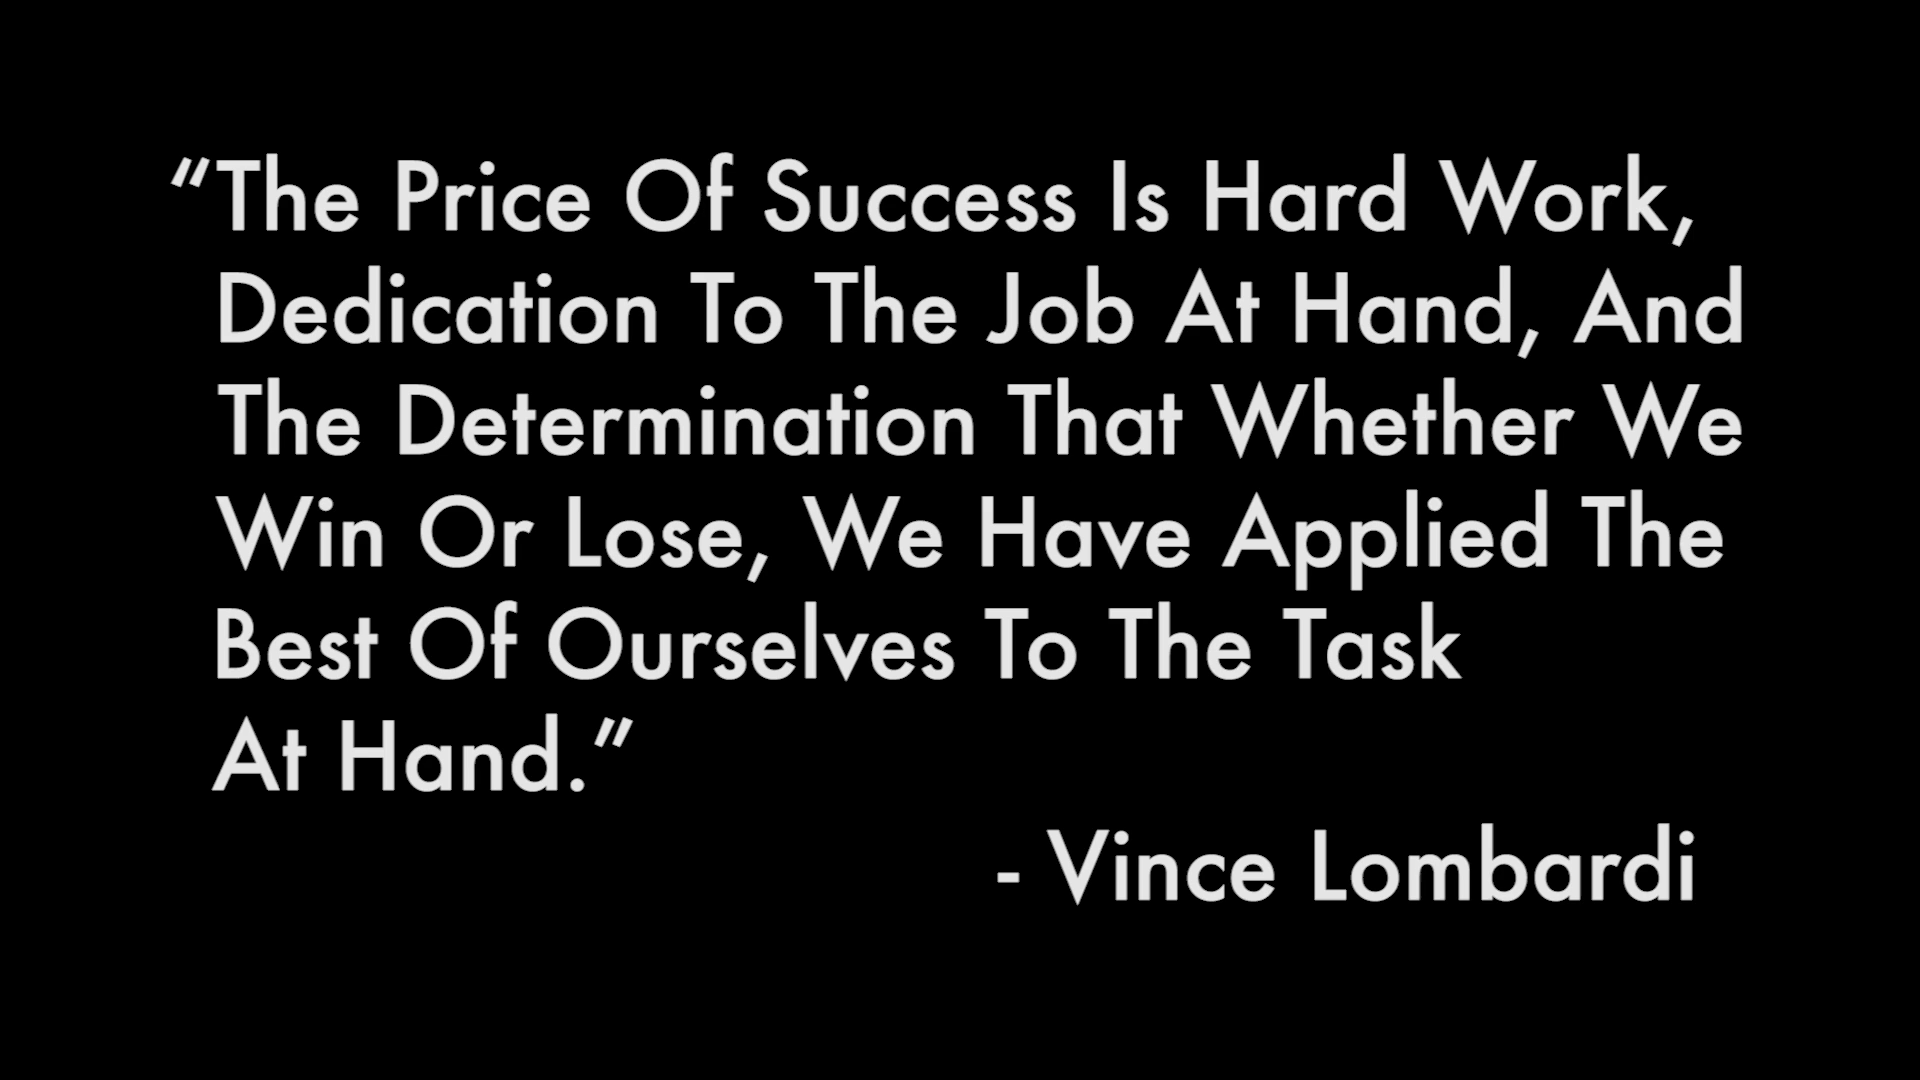 “The Price Of Success Is Hard Work,
Dedication To The Job At Hand, And
The Determination That Whether We
Win Or Lose, We Have Applied The
Best Of Ourselves To The Task
At Hand.”
- Vince Lombardi